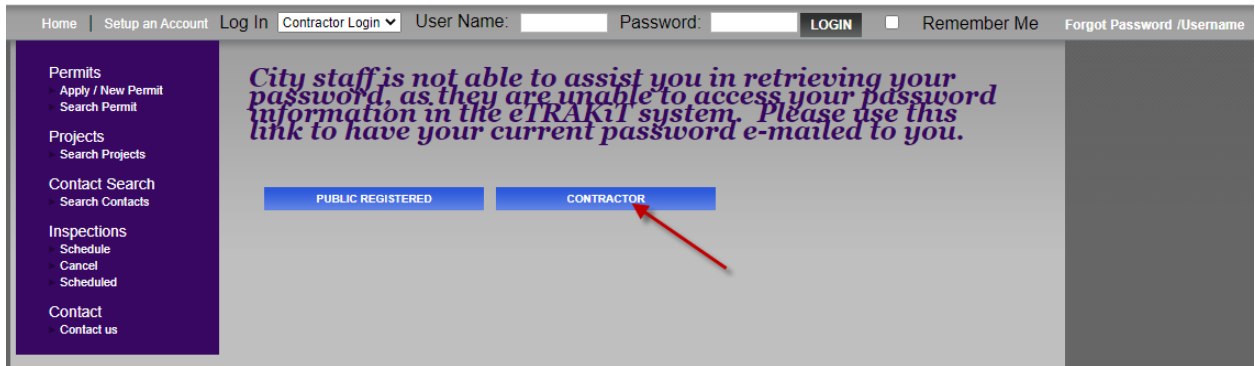 Home | Setup an Account Log In Contractor Login User Name: Password: LOGIN Remember Me Forgot Password /Username
Permits
Apply / New Permit
Search Permit
Projects
Search Projects
Contact Search
Search Contacts
Inspections
Schedule
Cancel
Scheduled
Contact
Contact us
City staff is not able to assist you in retrieving your
password, as they are unable to access your password
information in the eTRAKiT system. Please use this
link to have your current password e-mailed to you.
PUBLIC REGISTERED
CONTRACTOR